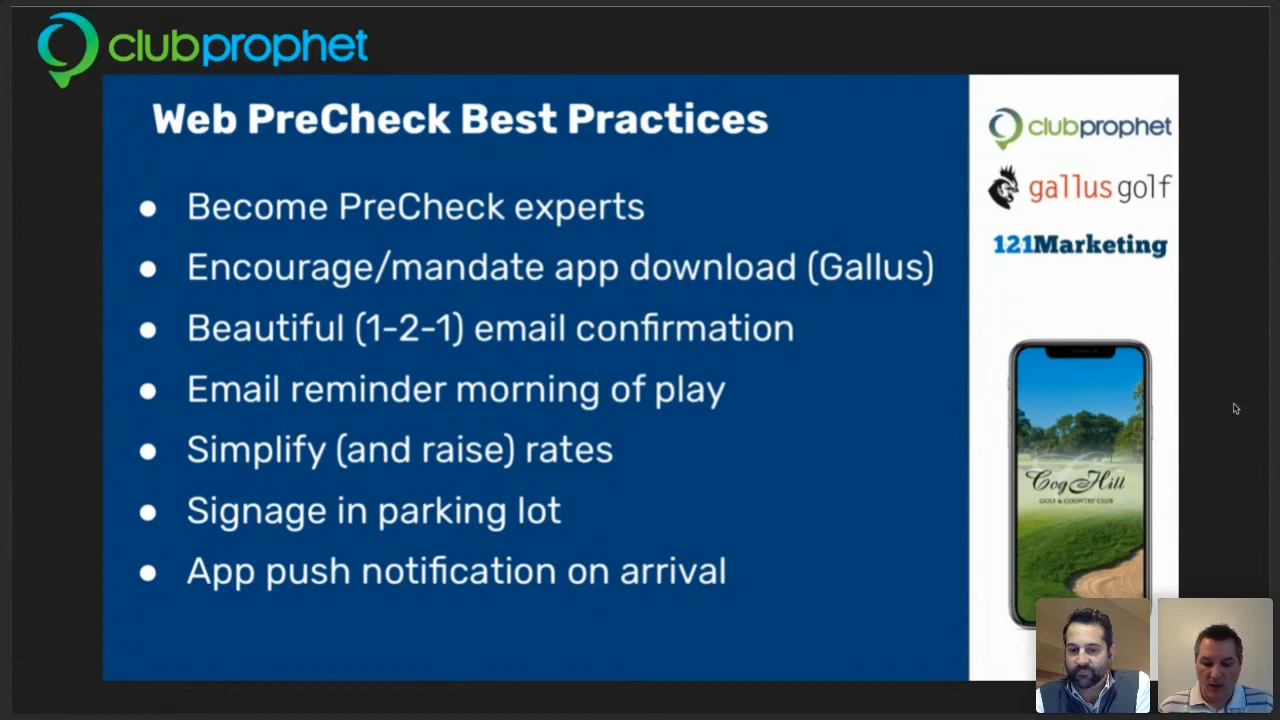 clubprophet
Web PreCheck Best Practices
● Become PreCheck experts
● Encourage/mandate app download (Gallus)
● Beautiful (1-2-1) email confirmation
● Email reminder morning of play
● Simplify (and raise) rates
● Signage in parking lot
● App push notification on arrival
clubprophet
gallus golf
121Marketing
Cog Hill
GOLF & COUNTRY CLUB